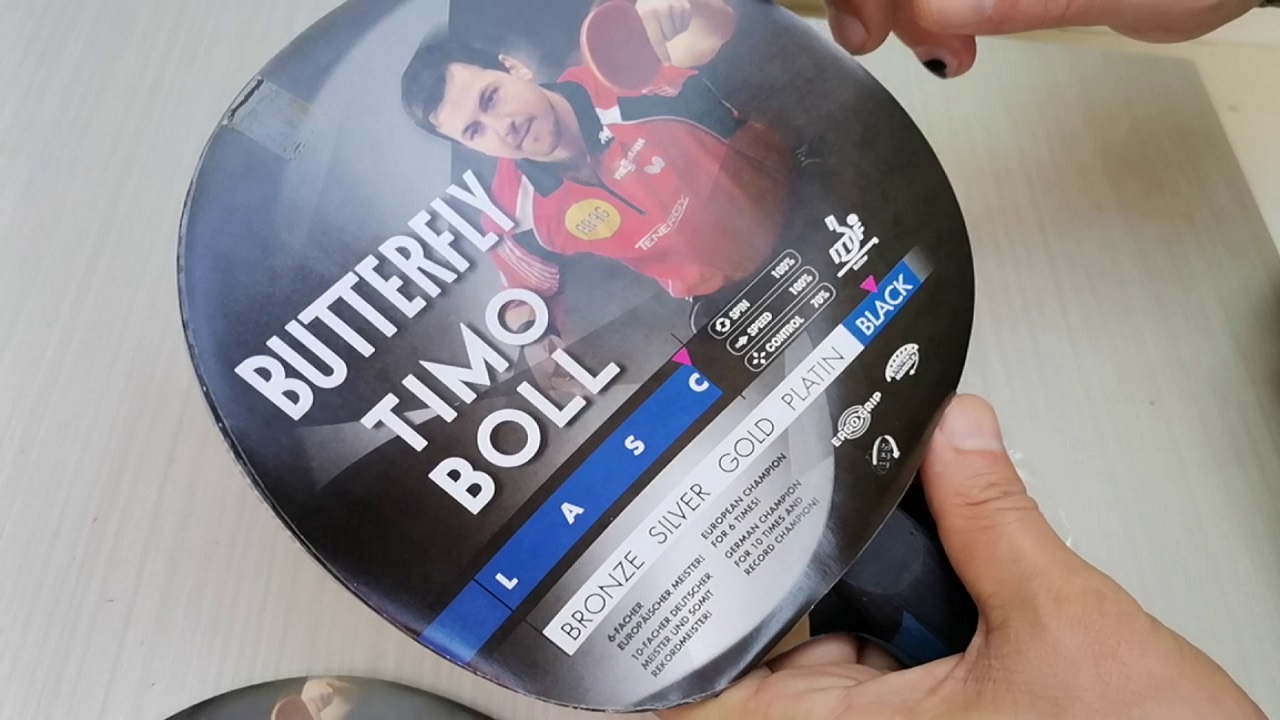 BUTTERFLY
TIMO
BOLL
TENERGY
ITTF
SPIN 100%
SPEED 100%
CONTROL 70%
L A S C
BRONZE SILVER GOLD PLATIN BLACK
6-FACHER
EUROPÄISCHER MEISTER!
10-FACHER DEUTSCHER
MEISTER UND SOMIT
REKORDMEISTER!
EUROPEAN CHAMPION
FOR 6 TIMES!
GERMAN CHAMPION
FOR 10 TIMES AND
RECORD CHAMPION!
ERGOGRIP